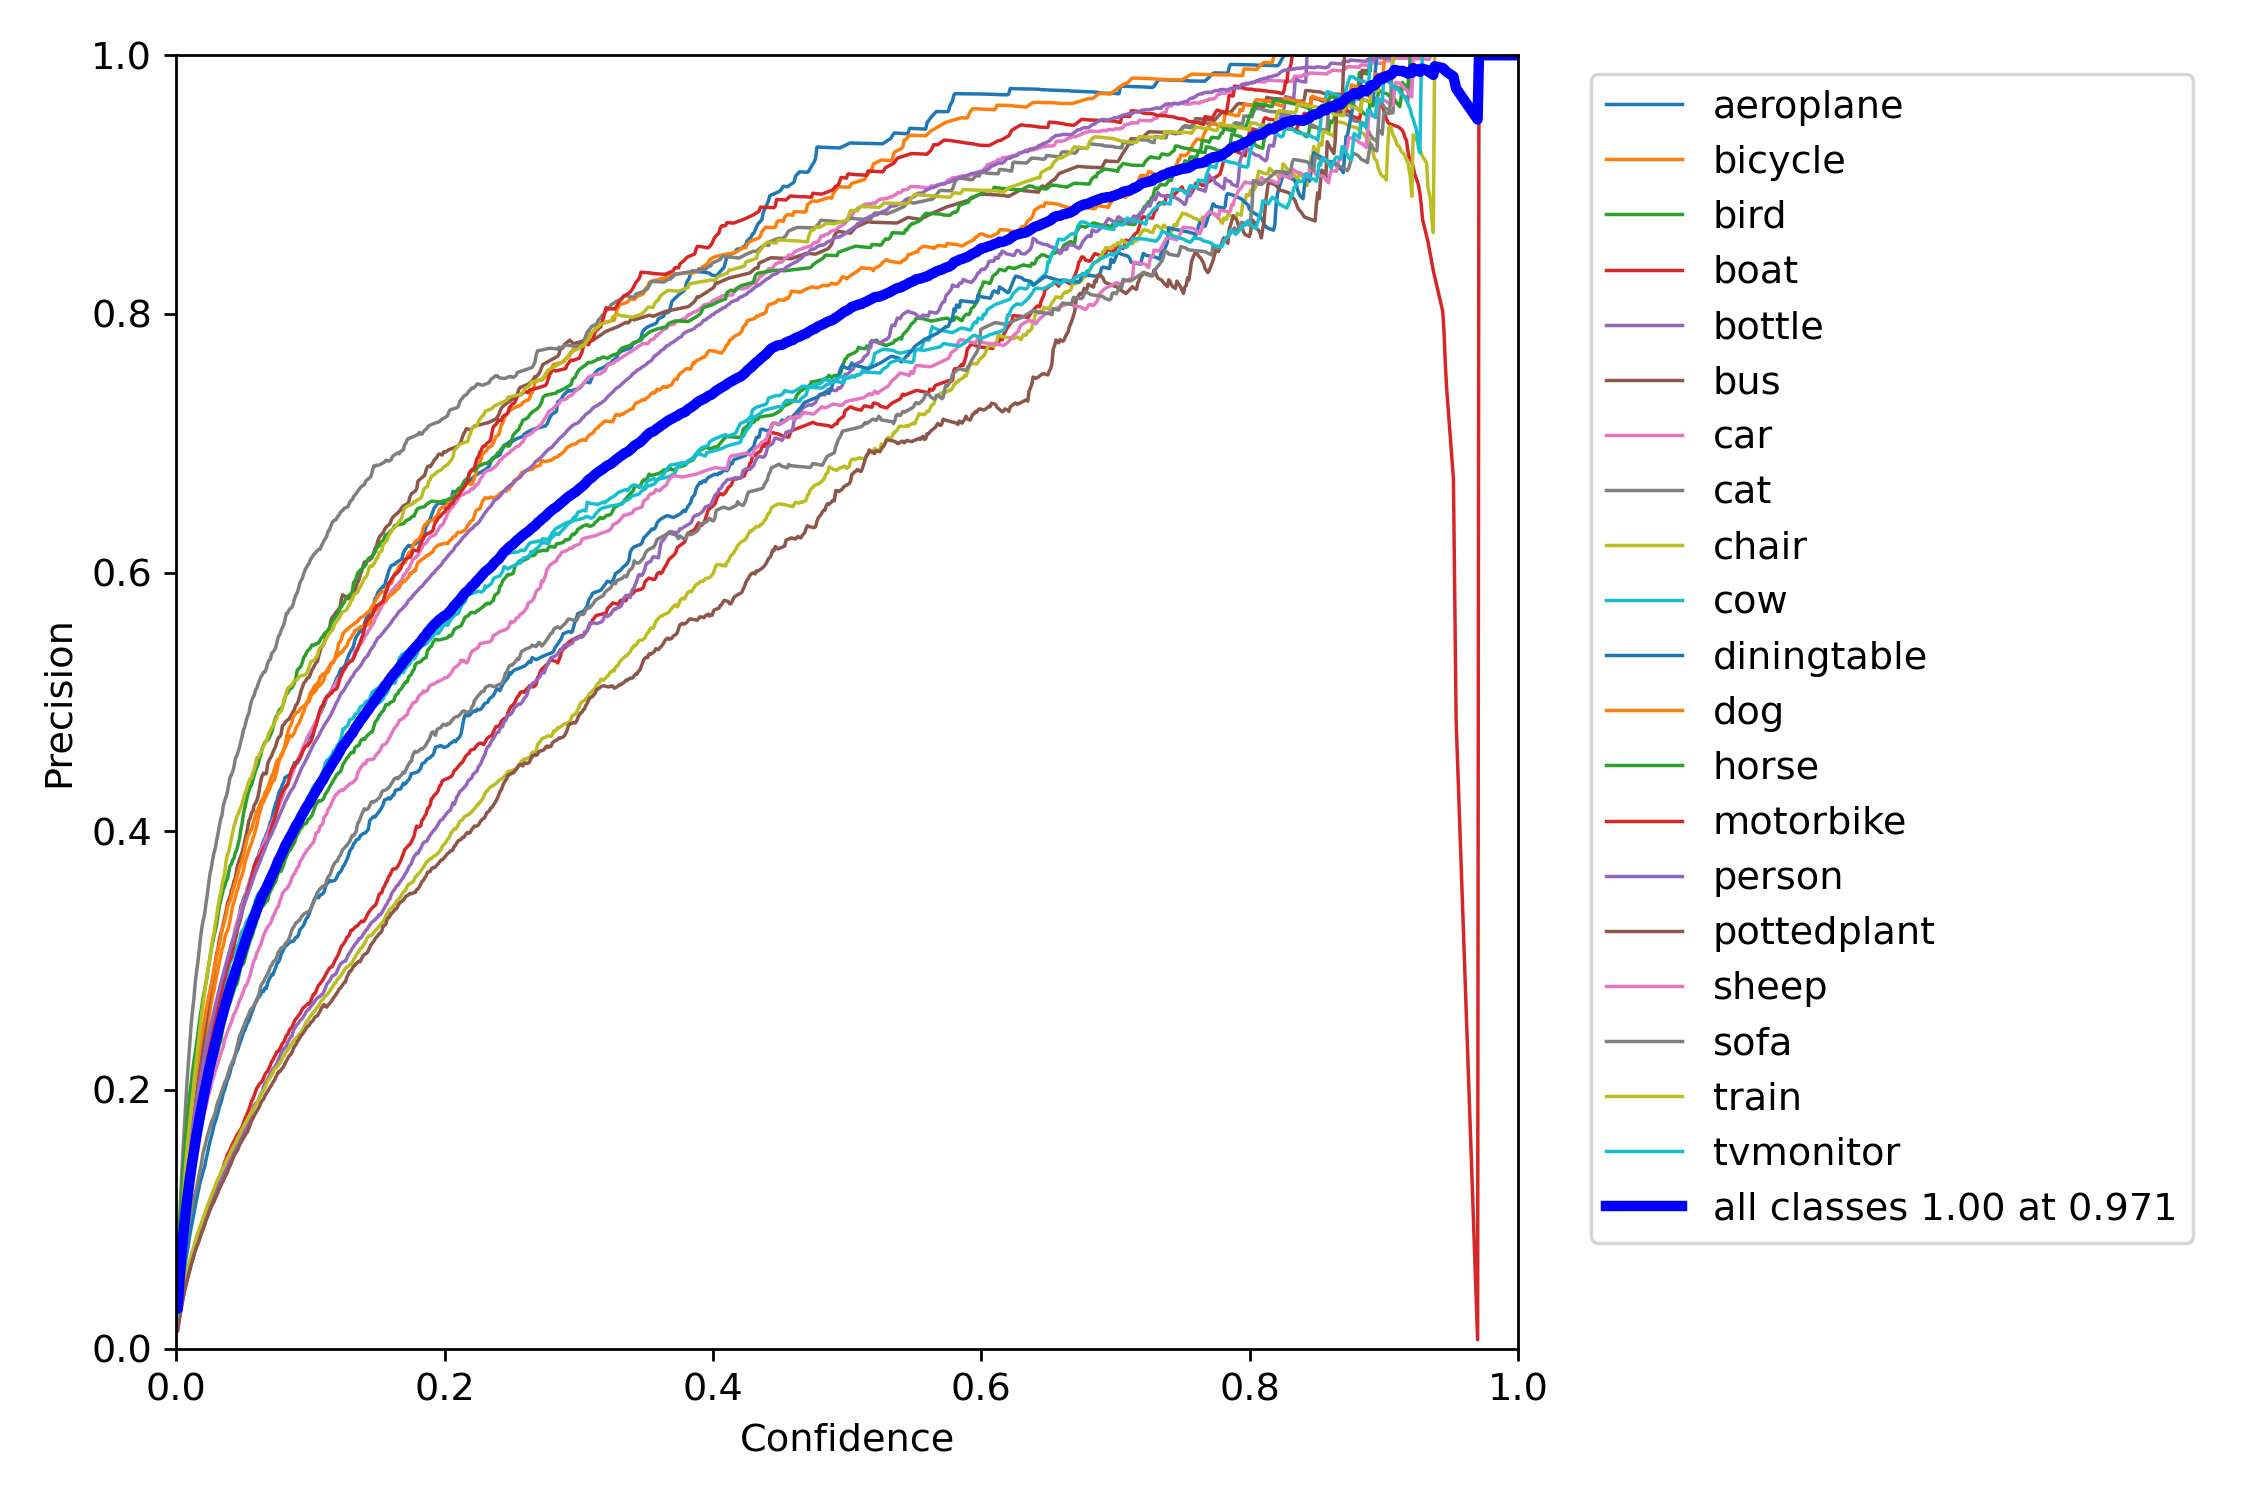 1.0
0.8
0.6
0.4
0.2
0.0
Precision
0.0 0.2 0.4 0.6 0.8 1.0
Confidence
aeroplane
bicycle
bird
boat
bottle
bus
car
cat
chair
cow
diningtable
dog
horse
motorbike
person
pottedplant
sheep
sofa
train
tvmonitor
all classes 1.00 at 0.971